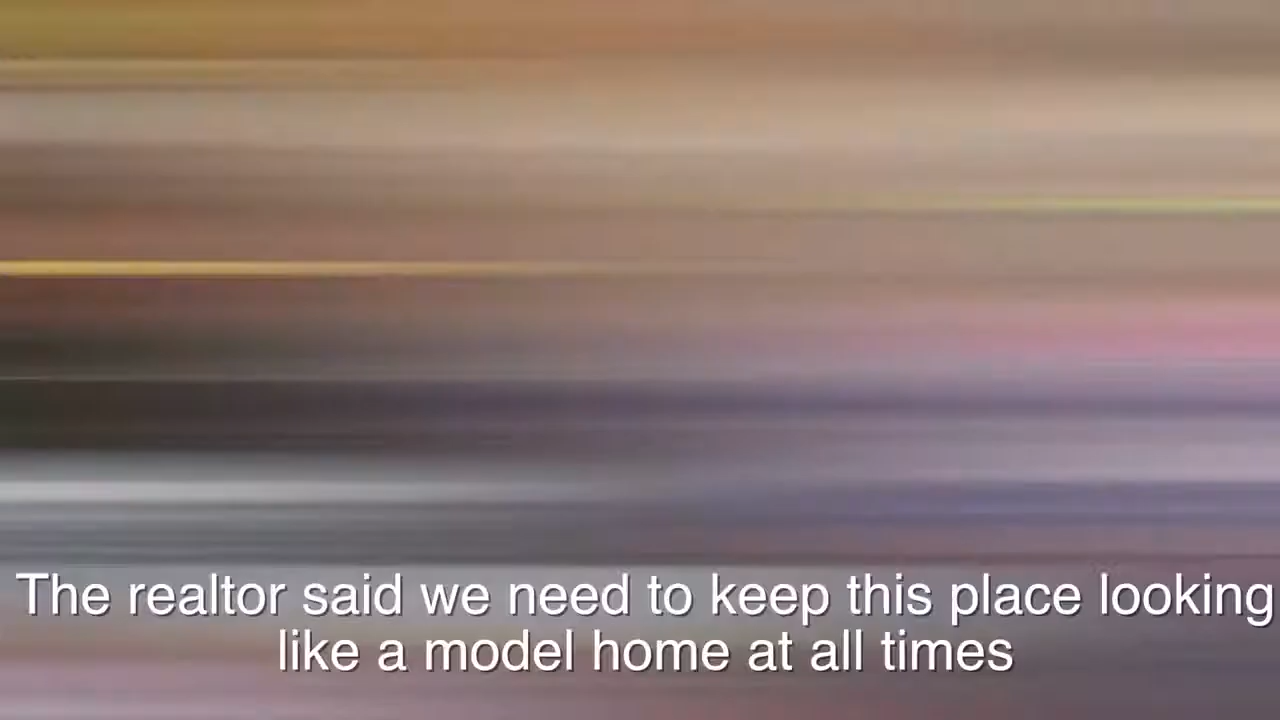 The realtor said we need to keep this place looking
like a model home at all times